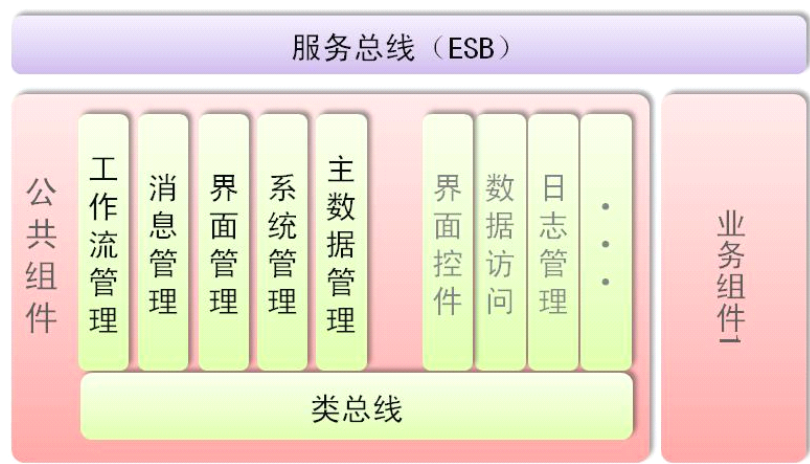 服务总线（ESB）
公共组件
工作流管理
消息管理
界面管理
系统管理
主数据管理
界面控件
数据访问
日志管理
• • •
类总线
业务组件1